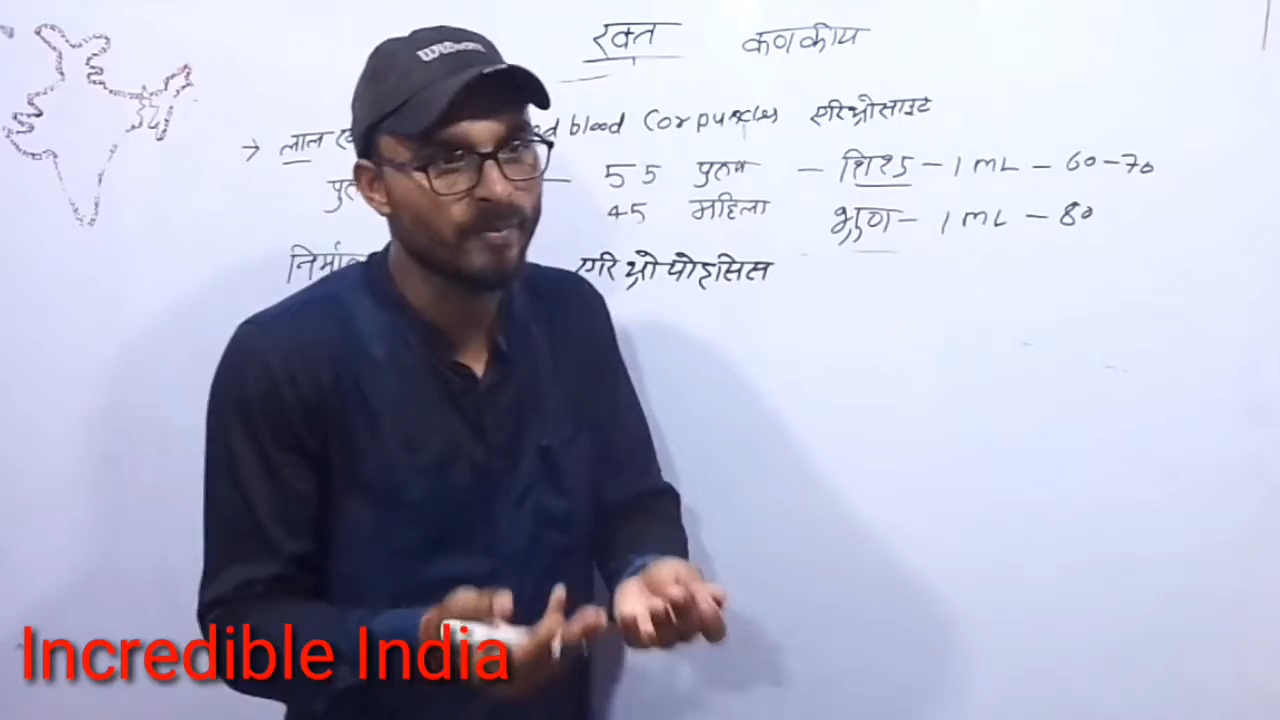 रक्त कणकीय
→ लाल blood Corpuscles एरिथ्रोसाइट
55 पुरुष - शिशु - 1 ML - 60-70
45 महिला भ्रूण - 1 ML - 80
निर्माण एरिथ्रोपोइसिस
Wilson
Incredible India